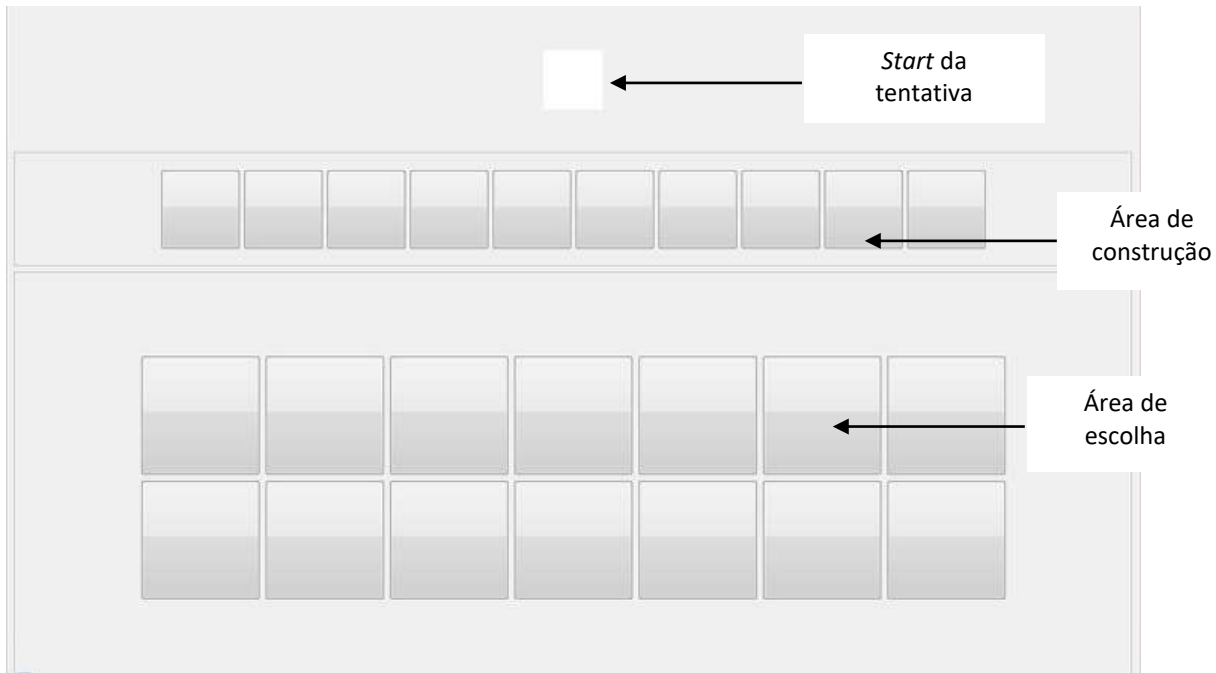 Start da
tentativa
Área de
construção
Área de
escolha